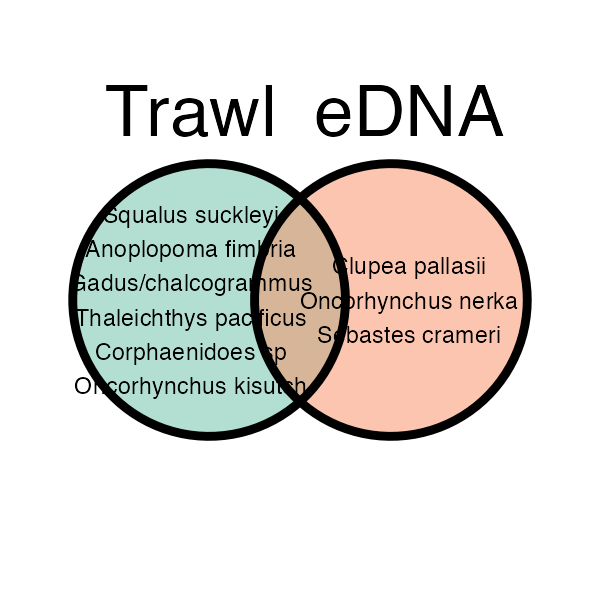 Trawl eDNA
Squalus suckleyi
Anoplopoma fimbria
Gadus/chalcogrammus
Thaleichthys pacificus
Corphaenidoes sp
Oncorhynchus kisutch
Clupea pallasii
Oncorhynchus nerka
Sebastes crameri